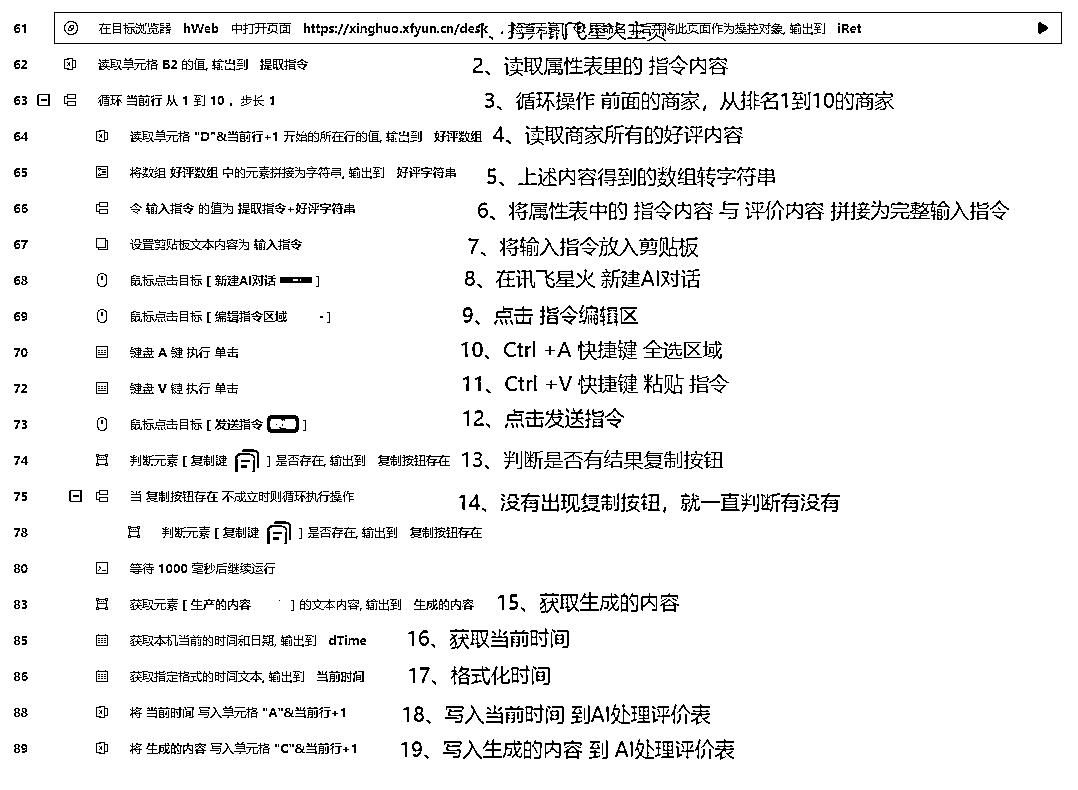 61 在目标浏览器 hWeb 中打开页面 https://xinghuo.xfyun.cn/desk 将此页面作为操控对象, 输出到 iRet 1、打开讯飞星火主页
62 读取单元格 B2 的值, 输出到 提取指令 2、读取属性表里的 指令内容
63 循环 当前行 从 1 到 10 , 步长 1 3、循环操作 前面的商家，从排名1到10的商家
64 读取单元格 "D"&当前行+1 开始的所在行的值, 输出到 好评数组 4、读取商家所有的好评内容
65 将数组 好评数组 中的元素拼接为字符串, 输出到 好评字符串 5、上述内容得到的数组转字符串
66 令 输入指令 的值为 提取指令+好评字符串 6、将属性表中的 指令内容 与 评价内容 拼接为完整输入指令
67 设置剪贴板文本内容为 输入指令 7、将输入指令放入剪贴板
68 鼠标点击目标 [ 新建AI对话 ] 8、在讯飞星火 新建AI对话
69 鼠标点击目标 [ 编辑指令区域 ] 9、点击 指令编辑区
70 键盘 A 键 执行 单击 10、Ctrl +A 快捷键 全选区域
72 键盘 V 键 执行 单击 11、Ctrl +V 快捷键 粘贴 指令
73 鼠标点击目标 [ 发送指令 ] 12、点击发送指令
74 判断元素 [ 复制键 ] 是否存在, 输出到 复制按钮存在 13、判断是否有结果复制按钮
75 当 复制按钮存在 不成立时则循环执行操作 14、没有出现复制按钮，就一直判断有没有
78 判断元素 [ 复制键 ] 是否存在, 输出到 复制按钮存在
80 等待 1000 毫秒后继续运行
83 获取元素 [ 生产的内容 ] 的文本内容, 输出到 生成的内容 15、获取生成的内容
85 获取本机当前的时间和日期, 输出到 dTime 16、获取当前时间
86 获取指定格式的时间文本, 输出到 当前时间 17、格式化时间
88 将 当前时间 写入单元格 "A"&当前行+1 18、写入当前时间 到AI处理评价表
89 将 生成的内容 写入单元格 "C"&当前行+1 19、写入生成的内容 到 AI处理评价表